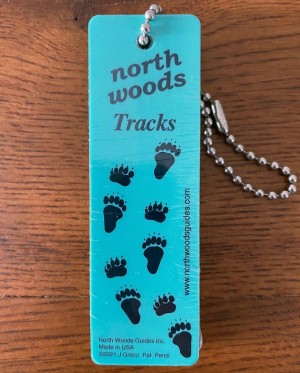 north
woods
Tracks
www.northwoodsguides.com
North Woods Guides Inc.
Made in USA
©2021 J Greco Pat. Pend